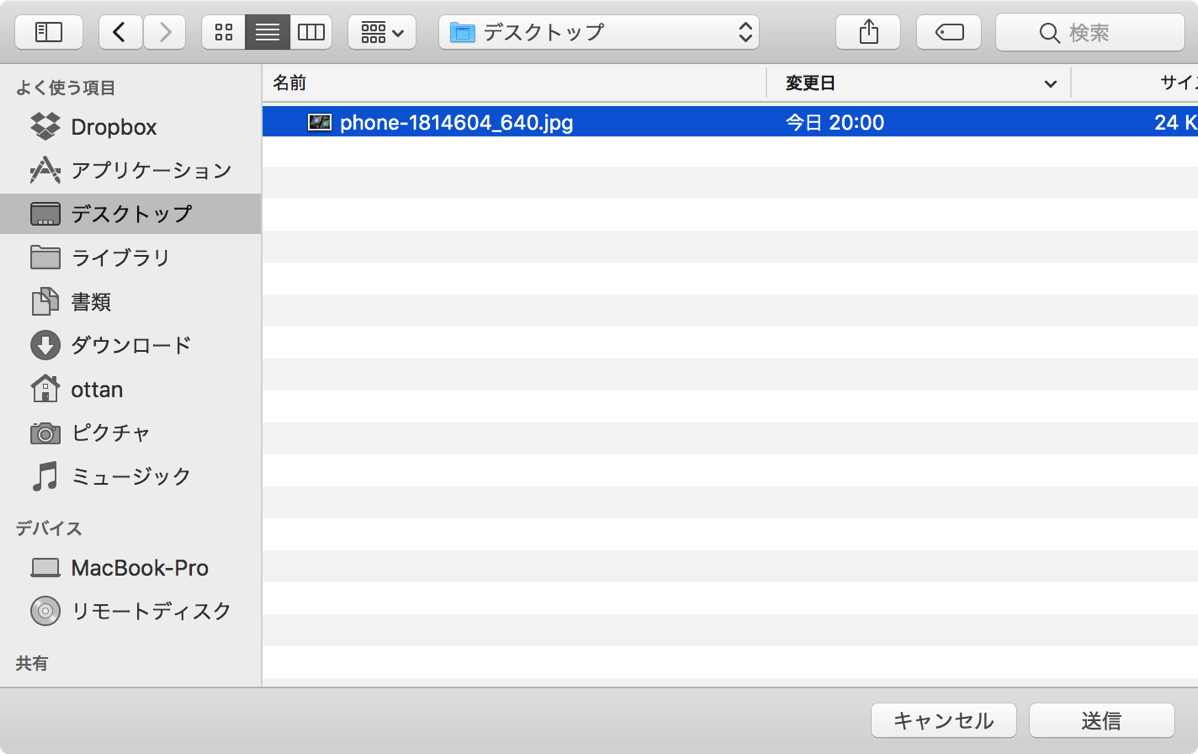 デスクトップ
検索
よく使う項目
Dropbox
アプリケーション
デスクトップ
ライブラリ
書類
ダウンロード
ottan
ピクチャ
ミュージック
デバイス
MacBook-Pro
リモートディスク
共有
名前 変更日 サイ
phone-1814604_640.jpg 今日 20:00 24 K
キャンセル 送信